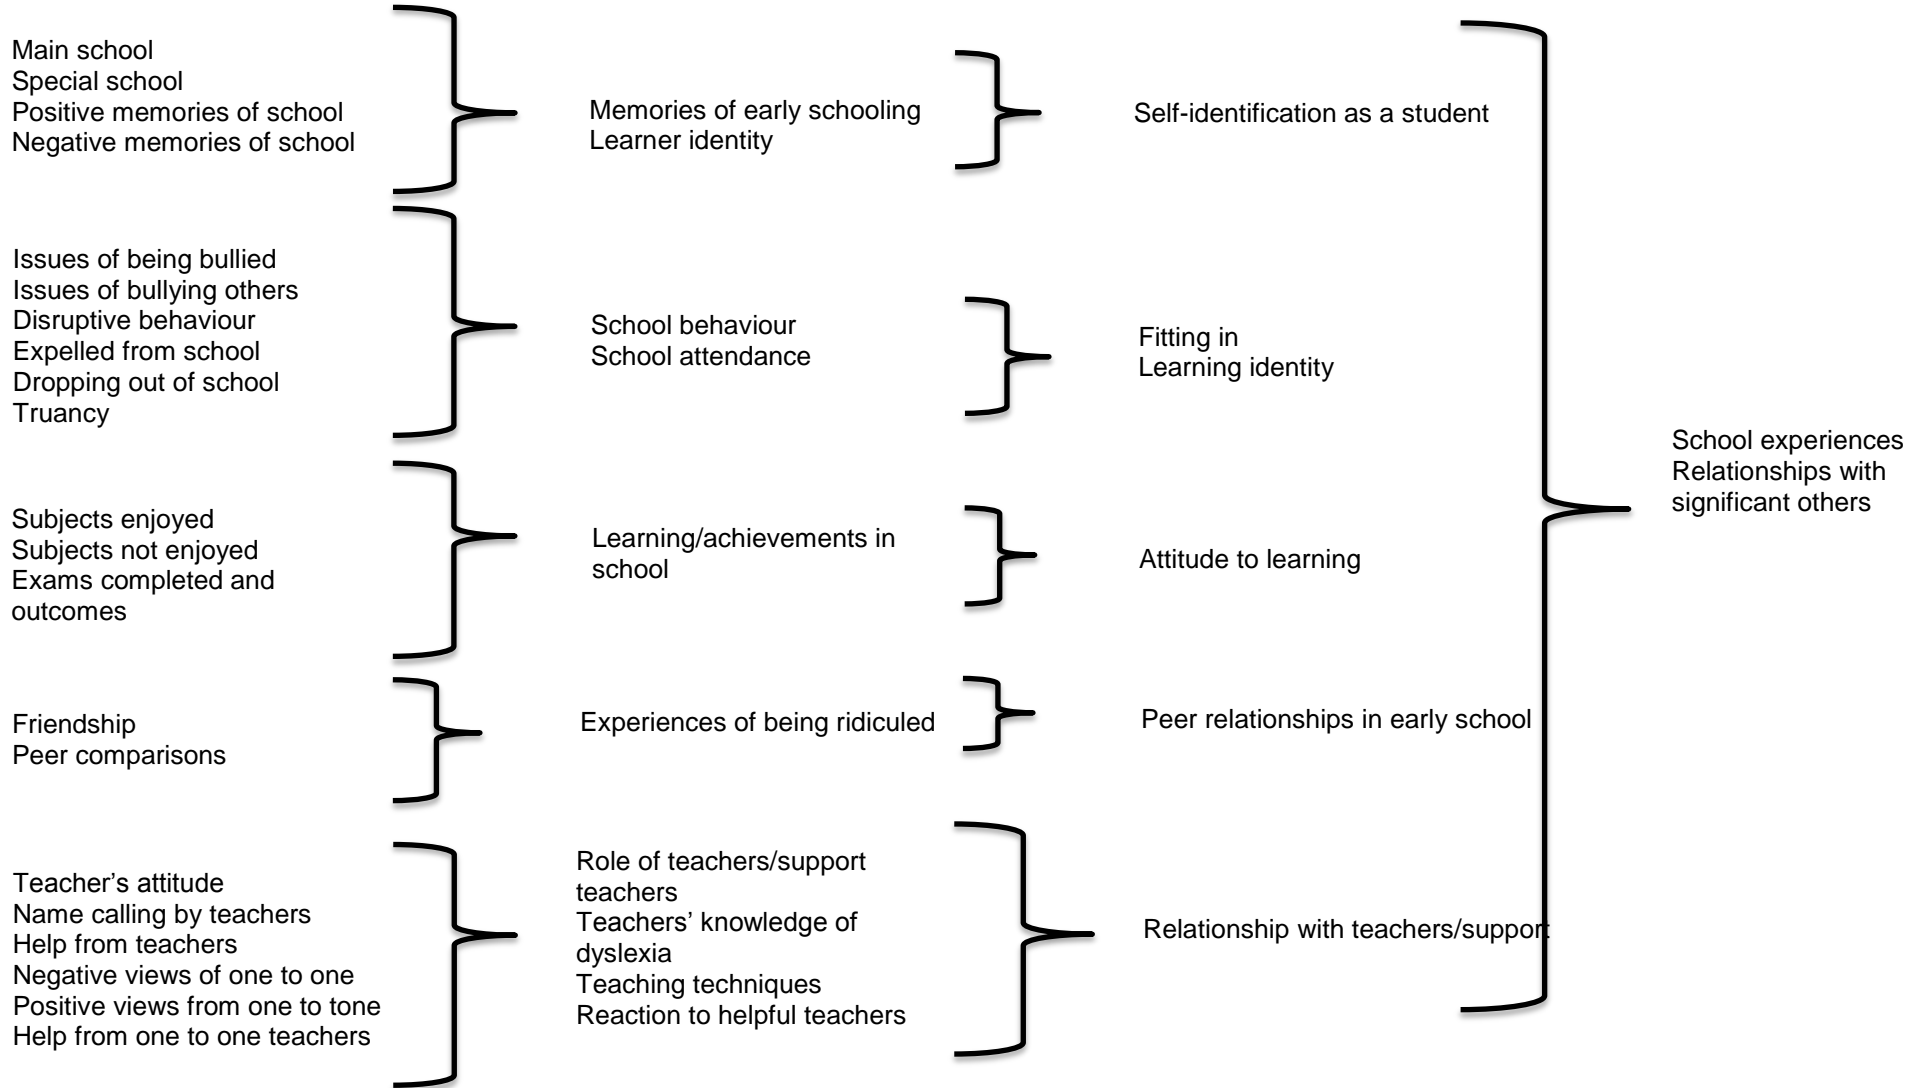 Main school
Special school
Positive memories of school
Negative memories of school
Memories of early schooling
Learner identity
Self-identification as a student
Issues of being bullied
Issues of bullying others
Disruptive behaviour
Expelled from school
Dropping out of school
Truancy
School behaviour
School attendance
Fitting in
Learning identity
Subjects enjoyed
Subjects not enjoyed
Exams completed and
outcomes
Learning/achievements in
school
Attitude to learning
Friendship
Peer comparisons
Experiences of being ridiculed
Peer relationships in early school
Teacher’s attitude
Name calling by teachers
Help from teachers
Negative views of one to one
Positive views from one to tone
Help from one to one teachers
Role of teachers/support
teachers
Teachers’ knowledge of
dyslexia
Teaching techniques
Reaction to helpful teachers
Relationship with teachers/support
School experiences
Relationships with
significant others